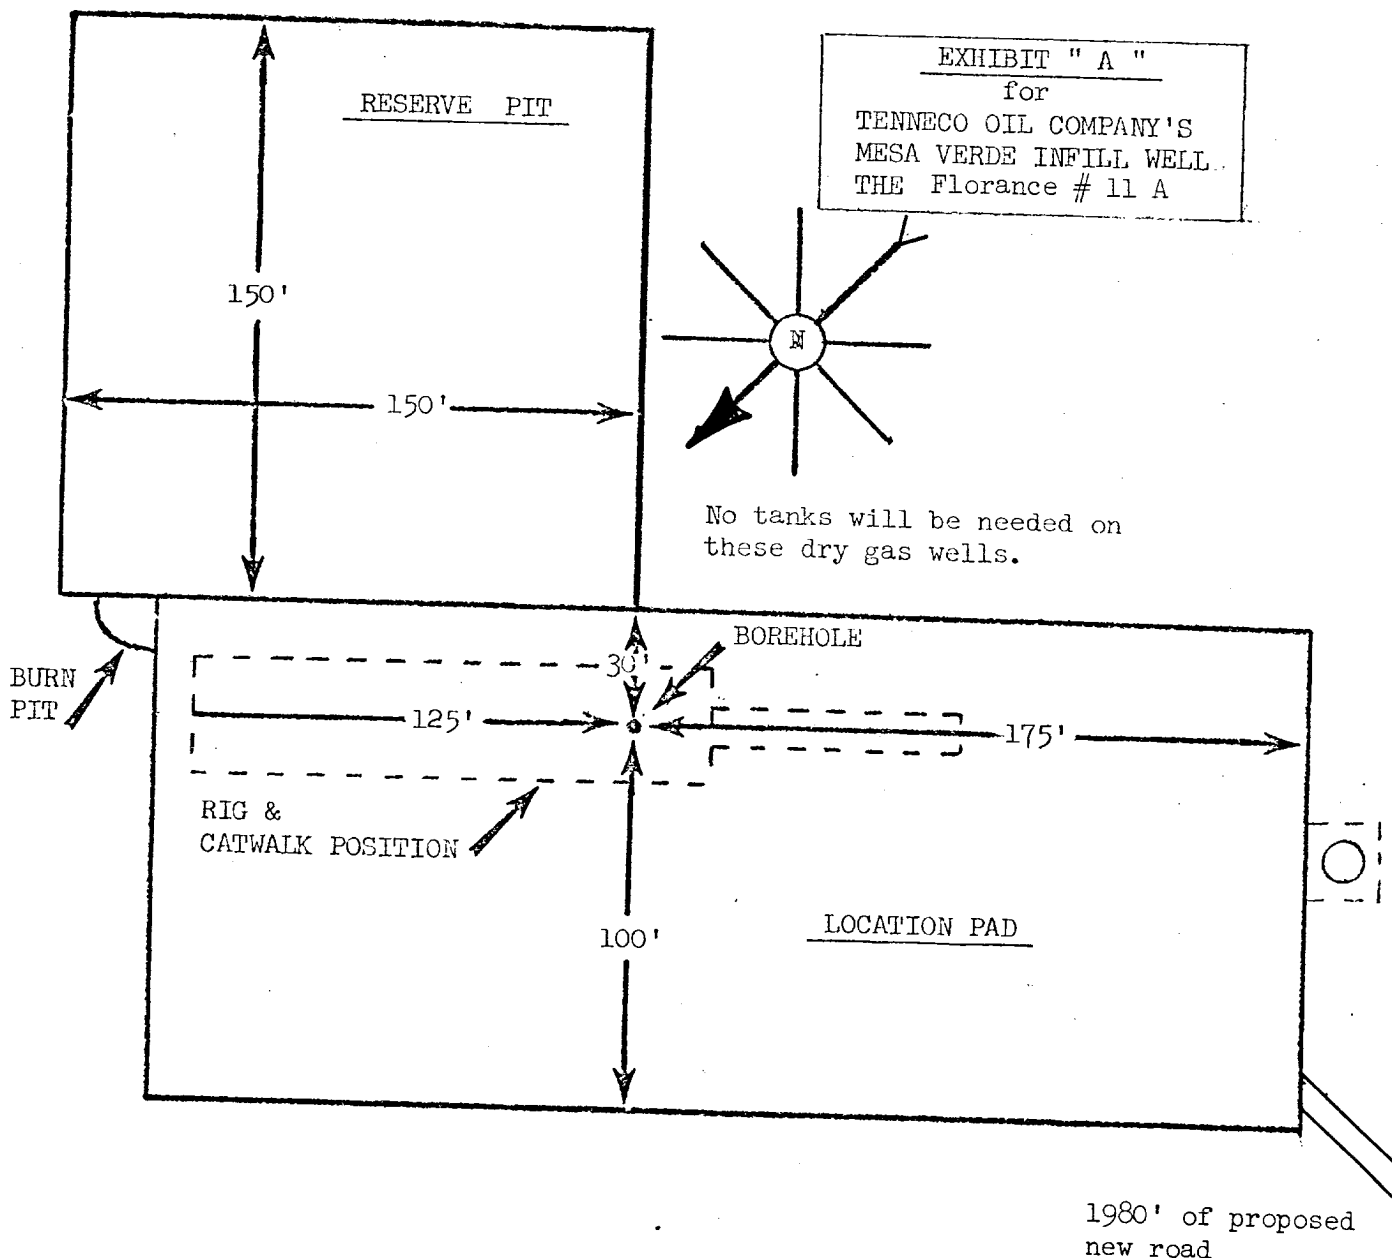 EXHIBIT " A "
for
TENNECO OIL COMPANY'S
MESA VERDE INFILL WELL
THE Florance # 11 A
RESERVE PIT
150'
150'
N
No tanks will be needed on
these dry gas wells.
BOREHOLE
30'
BURN
PIT
125'
175'
RIG &
CATWALK POSITION
100'
LOCATION PAD
1980' of proposed
new road